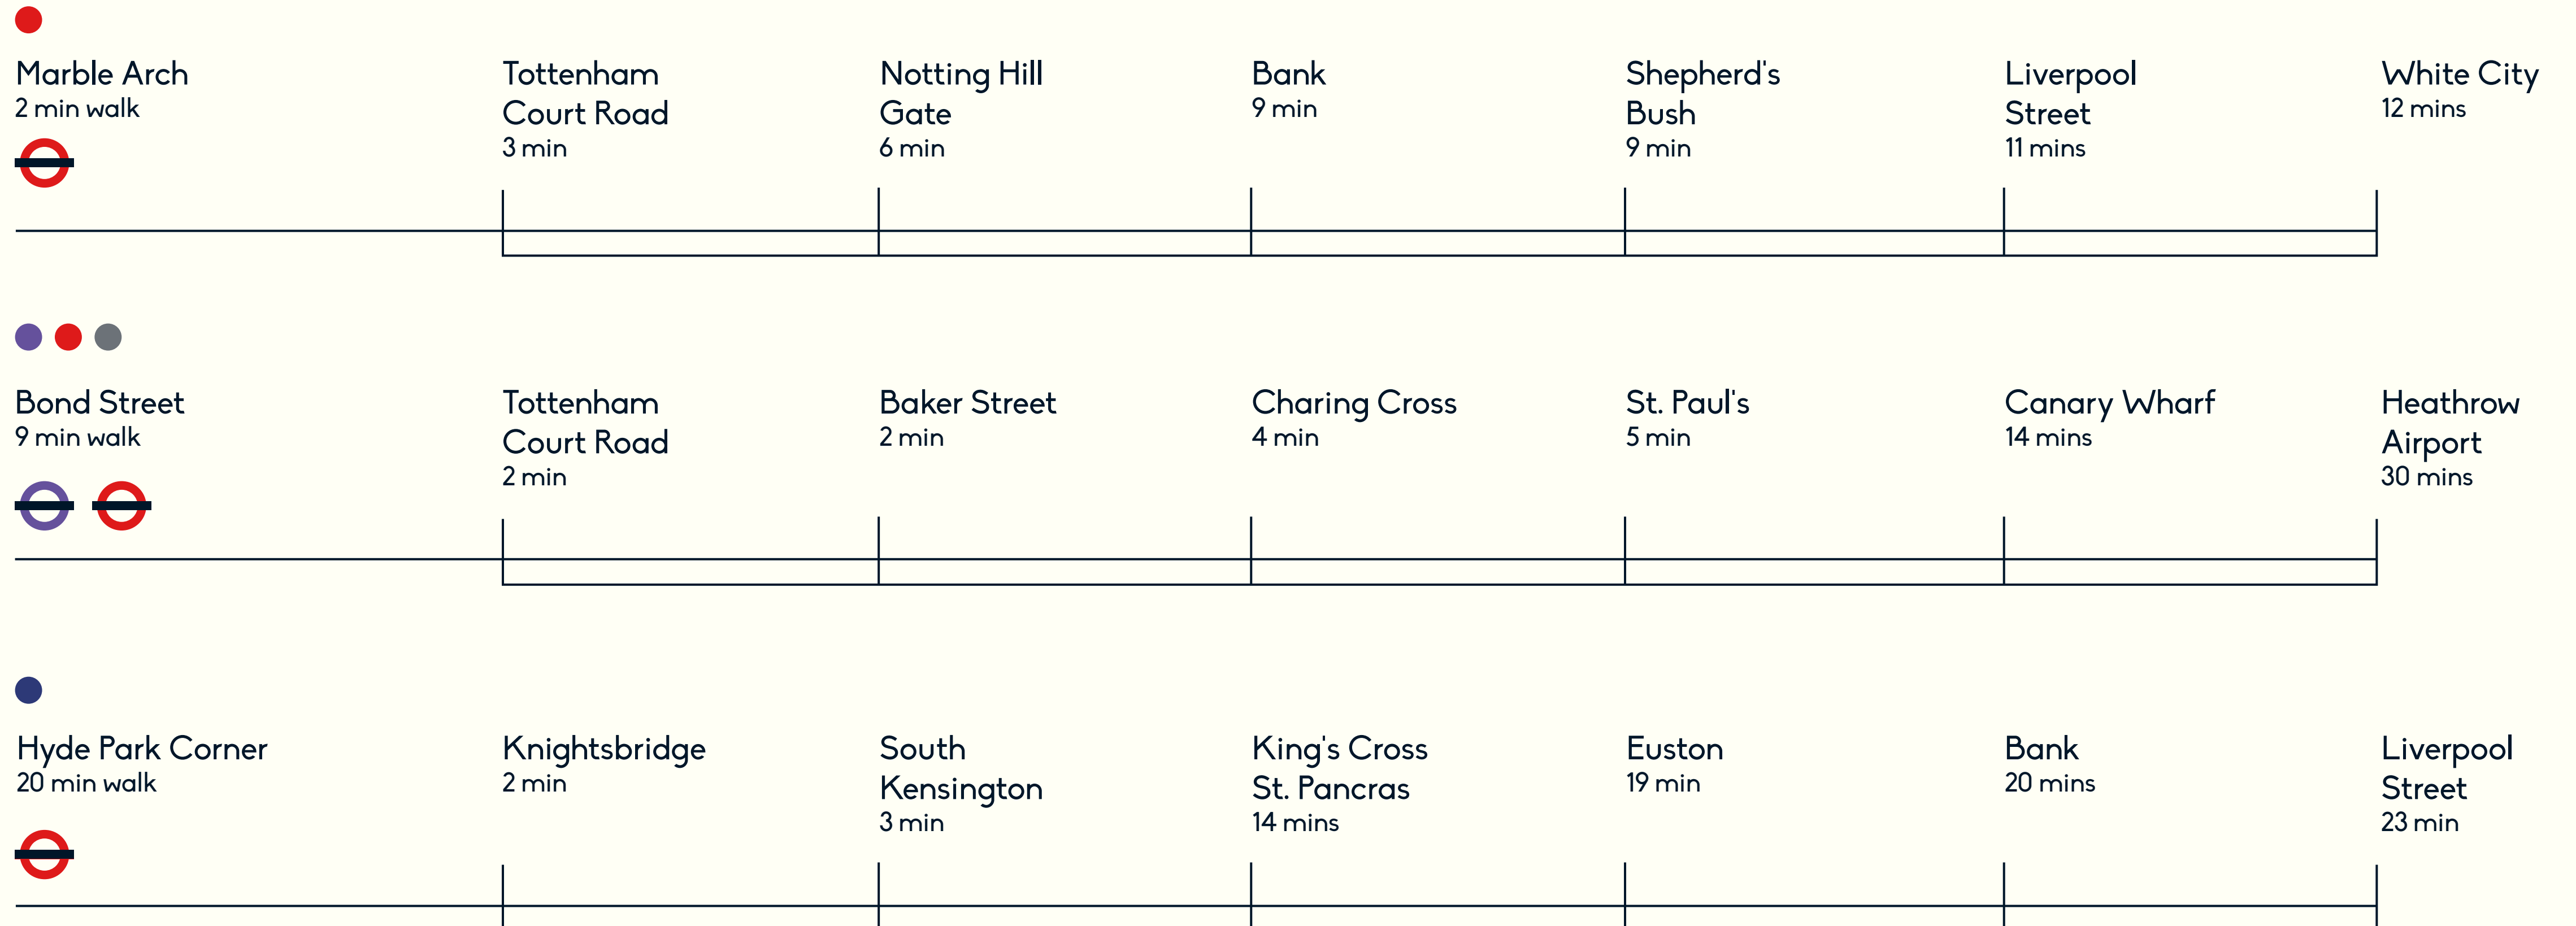 Marble Arch
2 min walk
Tottenham
Court Road
3 min
Notting Hill
Gate
6 min
Bank
9 min
Shepherd's
Bush
9 min
Liverpool
Street
11 mins
White City
12 mins
Bond Street
9 min walk
Tottenham
Court Road
2 min
Baker Street
2 min
Charing Cross
4 min
St. Paul's
5 min
Canary Wharf
14 mins
Heathrow
Airport
30 mins
Hyde Park Corner
20 min walk
Knightsbridge
2 min
South
Kensington
3 min
King's Cross
St. Pancras
14 mins
Euston
19 min
Bank
20 mins
Liverpool
Street
23 min